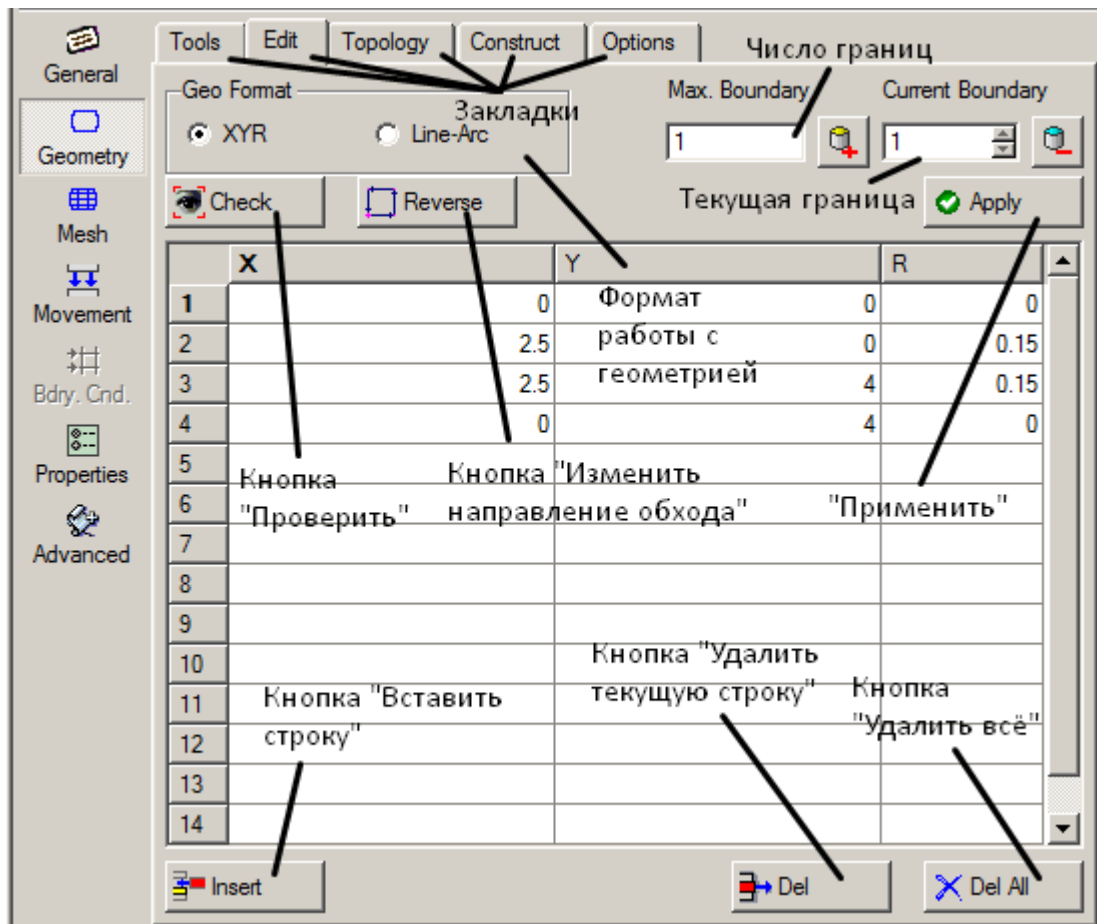 General
Geometry
Mesh
Movement
Bdry. Cnd.
Properties
Advanced
Tools Edit Topology Construct Options
Число границ
Geo Format
Закладки
XYR Line-Arc
Max. Boundary Current Boundary
1 1
Check Reverse
Текущая граница
Apply
X Y R
1 0 0 0
2 2.5 0 0.15
3 2.5 4 0.15
4 0 4 0
5
6
7
8
9
10
11
12
13
14
Формат
работы с
геометрией
Кнопка
"Проверить"
Кнопка "Изменить
направление обхода"
"Применить"
Кнопка "Вставить
строку"
Кнопка "Удалить
текущую строку"
Кнопка
"Удалить всё"
Insert Del Del All